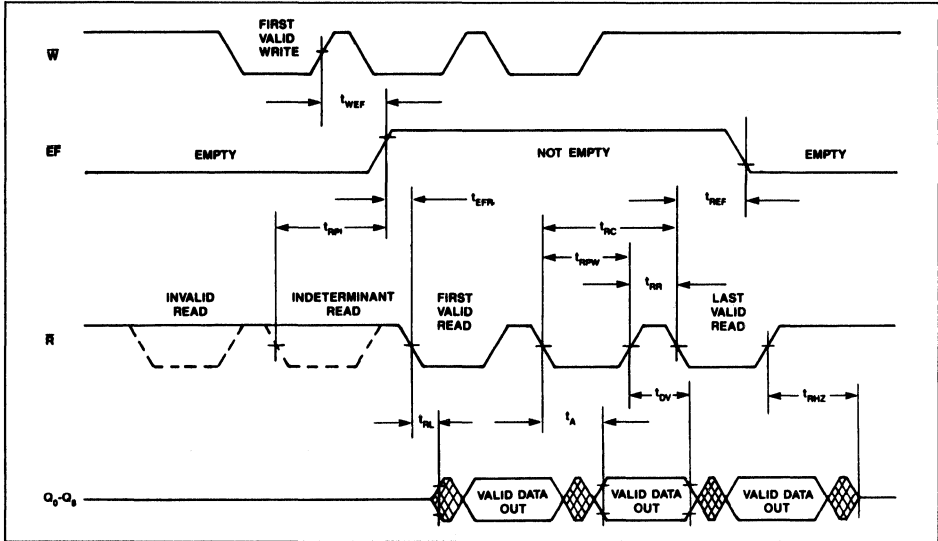 FIRST
VALID
WRITE
W̅
tWEF
E̅F̅
EMPTY
NOT EMPTY
EMPTY
tEFR
tREF
tRPI
tRC
tRPW
tRR
INVALID
READ
INDETERMINANT
READ
FIRST
VALID
READ
LAST
VALID
READ
R̅
tDV
tRHZ
tRL
tA
Q0-Q8
VALID DATA
OUT
VALID DATA
OUT
VALID DATA
OUT